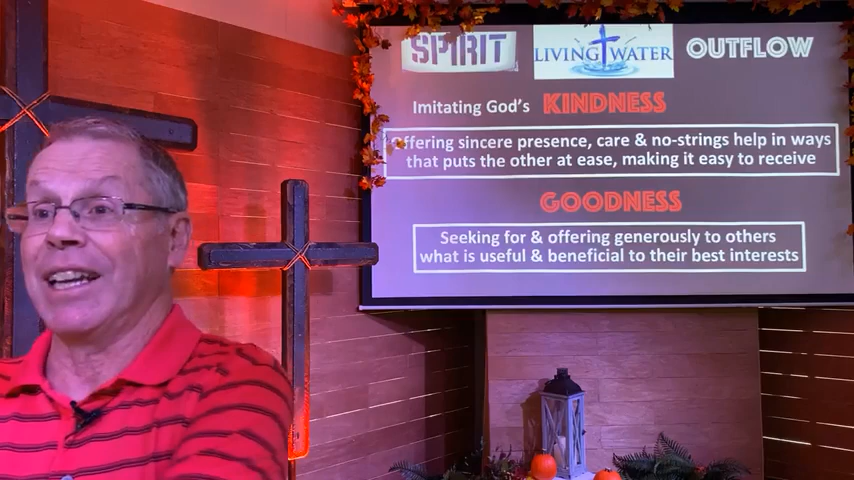 SPIRIT
LIVING WATER
OUTFLOW
Imitating God's KINDNESS
Offering sincere presence, care & no-strings help in ways
that puts the other at ease, making it easy to receive
GOODNESS
Seeking for & offering generously to others
what is useful & beneficial to their best interests